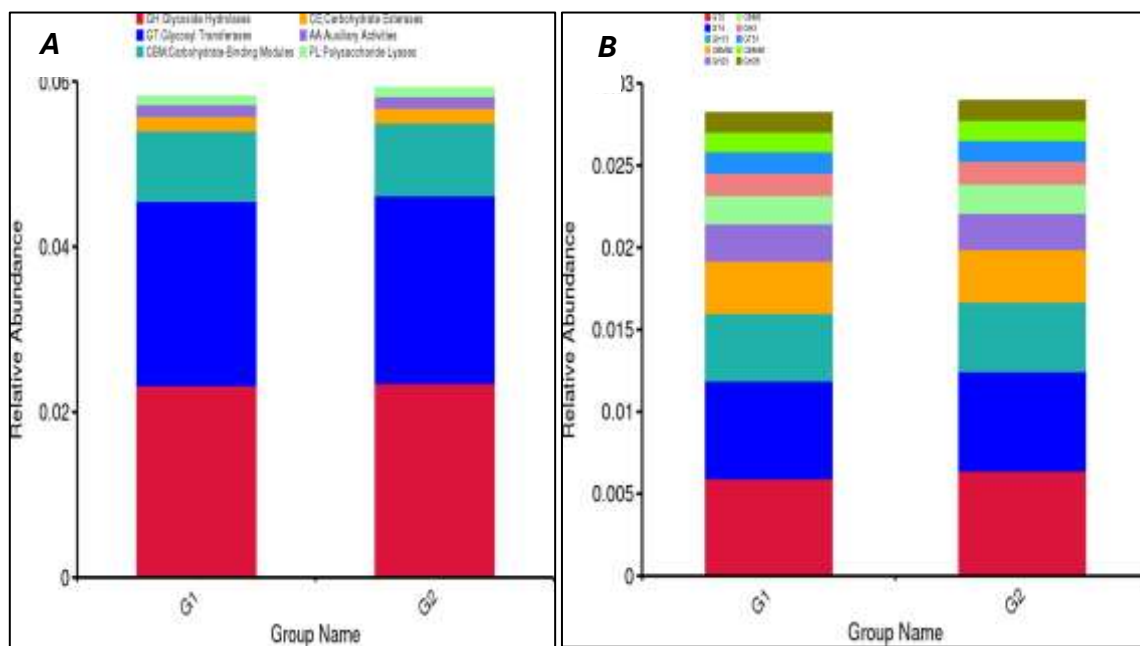 A
GH Glycoside Hydrolases
CE Carbohydrate Esterases
GT Glycosyl Transferases
AA Auxiliary Activities
CBM Carbohydrate-Binding Modules
PL Polysaccharide Lyases
0.06
0.04
0.02
0
Relative Abundance
G1
G2
Group Name
B
03
0.025
0.02
0.015
0.01
0.005
0
Relative Abundance
G1
G2
Group Name